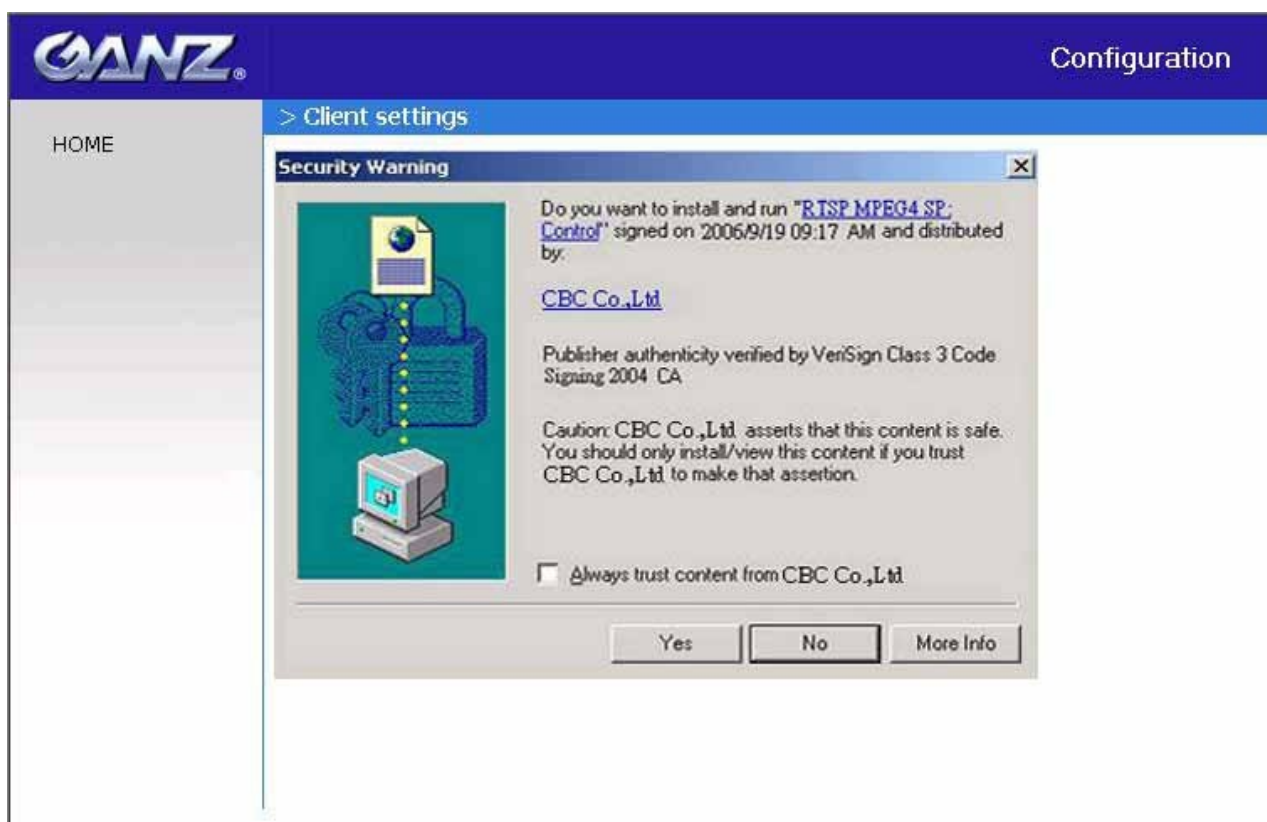 GANZ®
Configuration
> Client settings
HOME
Security Warning
Do you want to install and run "RTSP MPEG4 SP:
Control" signed on 2006/9/19 09:17 AM and distributed
by:
CBC Co.,Ltd
Publisher authenticity verified by VeriSign Class 3 Code
Signing 2004 CA
Caution: CBC Co.,Ltd asserts that this content is safe.
You should only install/view this content if you trust
CBC Co.,Ltd to make that assertion.
Always trust content from CBC Co.,Ltd
Yes
No
More Info